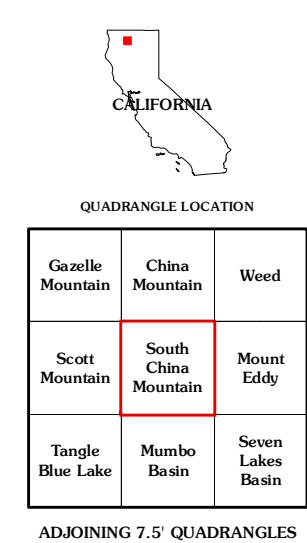 CALIFORNIA
QUADRANGLE LOCATION
Gazelle
Mountain
China
Mountain
Weed
Scott
Mountain
South
China
Mountain
Mount
Eddy
Tangle
Blue Lake
Mumbo
Basin
Seven
Lakes
Basin
ADJOINING 7.5' QUADRANGLES